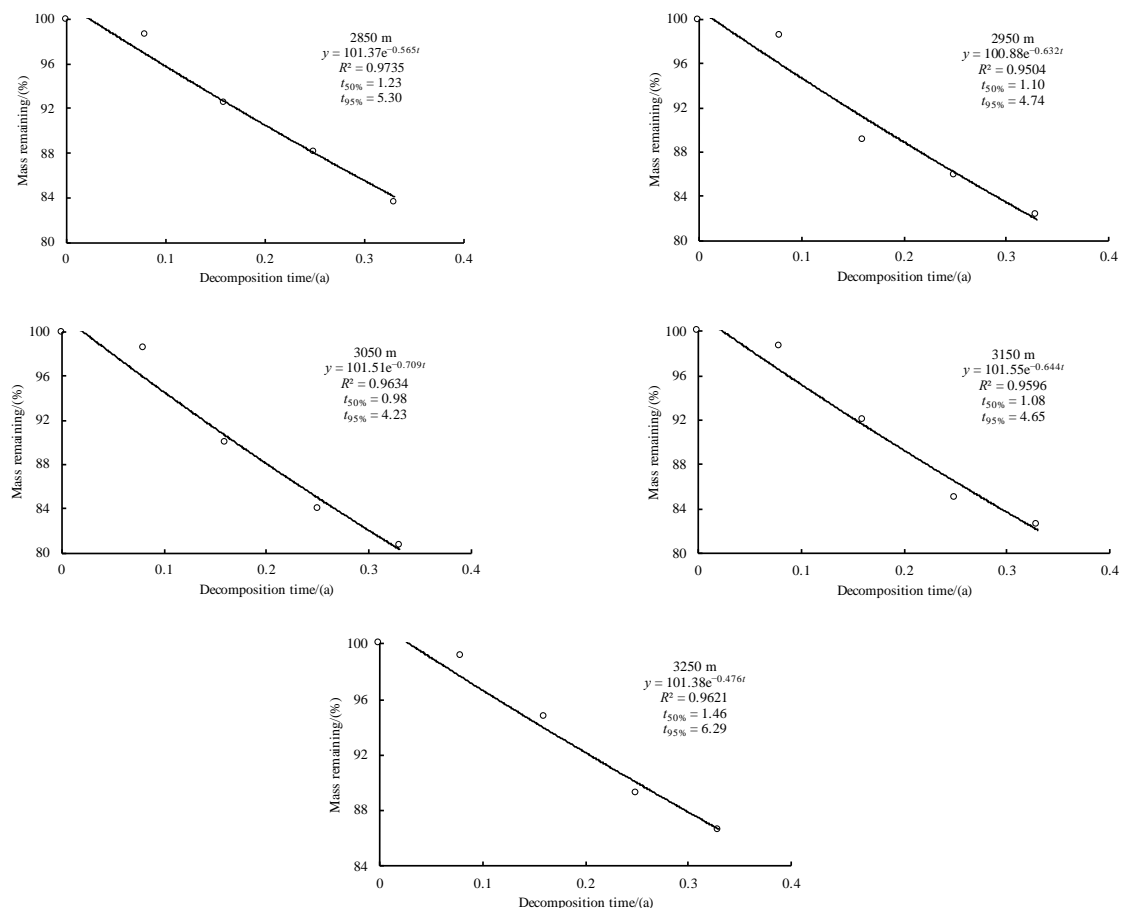 2850 m
y = 101.37e^−0.565t
R² = 0.9735
t50% = 1.23
t95% = 5.30
100
96
92
88
84
80
Mass remaining/(%)
0 0.1 0.2 0.3 0.4
Decomposition time/(a)
2950 m
y = 100.88e^−0.632t
R² = 0.9504
t50% = 1.10
t95% = 4.74
100
96
92
88
84
80
Mass remaining/(%)
0 0.1 0.2 0.3 0.4
Decomposition time/(a)
3050 m
y = 101.51e^−0.709t
R² = 0.9634
t50% = 0.98
t95% = 4.23
100
96
92
88
84
80
Mass remaining/(%)
0 0.1 0.2 0.3 0.4
Decomposition time/(a)
3150 m
y = 101.55e^−0.644t
R² = 0.9596
t50% = 1.08
t95% = 4.65
100
96
92
88
84
80
Mass remaining/(%)
0 0.1 0.2 0.3 0.4
Decomposition time/(a)
3250 m
y = 101.38e^−0.476t
R² = 0.9621
t50% = 1.46
t95% = 6.29
100
96
92
88
84
Mass remaining/(%)
0 0.1 0.2 0.3 0.4
Decomposition time/(a)